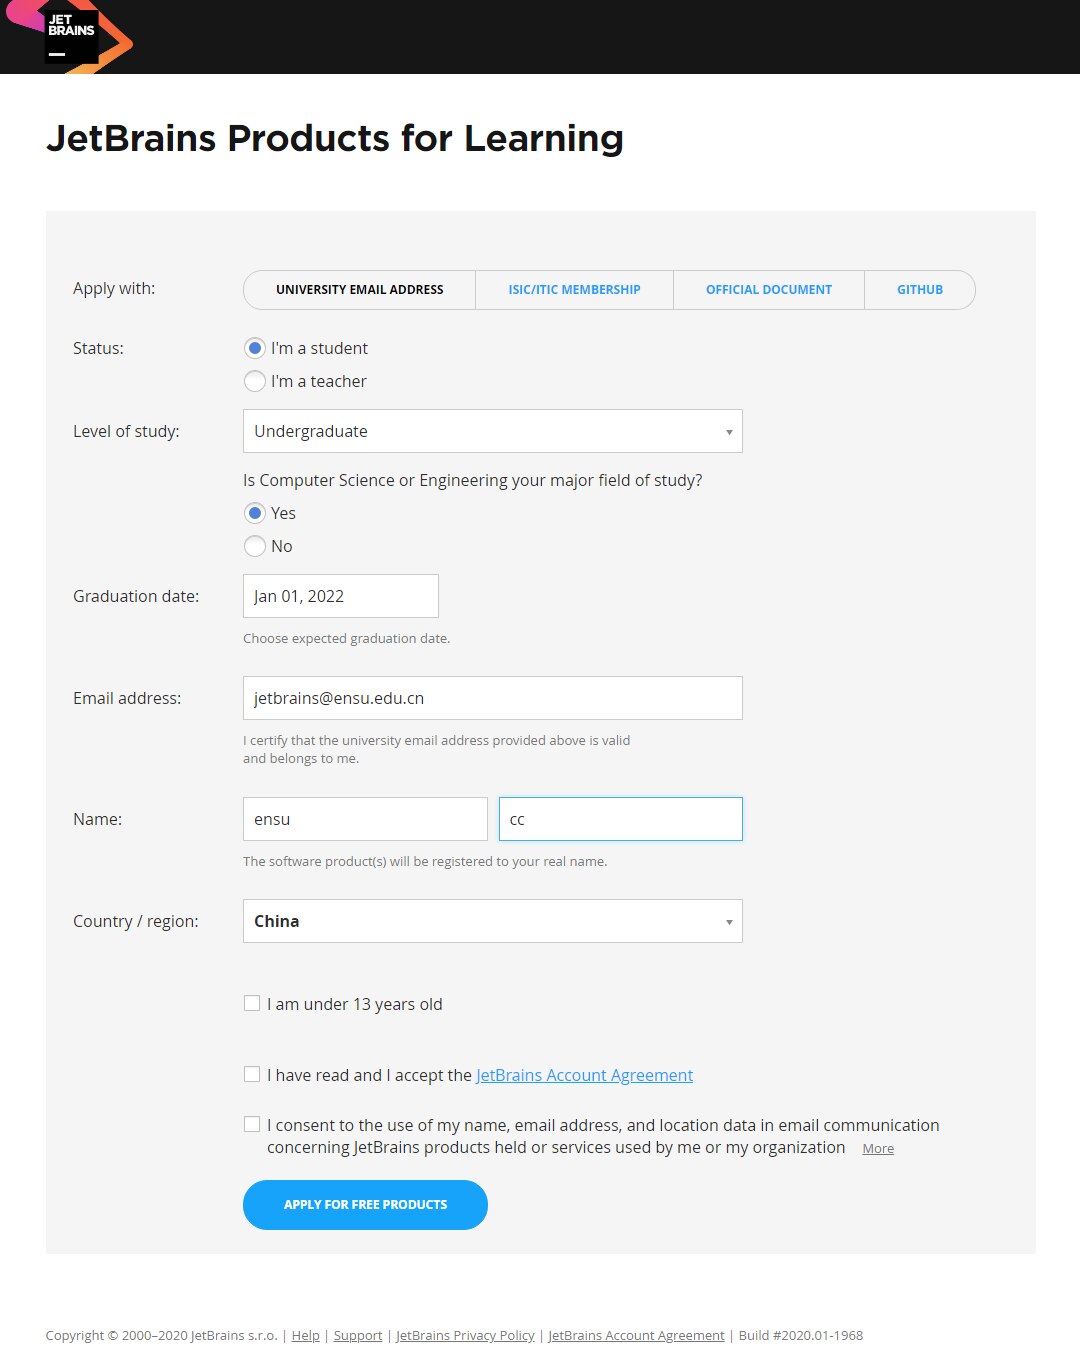 JET
BRAINS
JetBrains Products for Learning
Apply with:
UNIVERSITY EMAIL ADDRESS
ISIC/ITIC MEMBERSHIP
OFFICIAL DOCUMENT
GITHUB
Status:
I'm a student
I'm a teacher
Level of study:
Undergraduate
Is Computer Science or Engineering your major field of study?
Yes
No
Graduation date:
Jan 01, 2022
Choose expected graduation date.
Email address:
jetbrains@ensu.edu.cn
I certify that the university email address provided above is valid
and belongs to me.
Name:
ensu
cc
The software product(s) will be registered to your real name.
Country / region:
China
I am under 13 years old
I have read and I accept the JetBrains Account Agreement
I consent to the use of my name, email address, and location data in email communication
concerning JetBrains products held or services used by me or my organization More
APPLY FOR FREE PRODUCTS
Copyright © 2000–2020 JetBrains s.r.o. | Help | Support | JetBrains Privacy Policy | JetBrains Account Agreement | Build #2020.01-1968